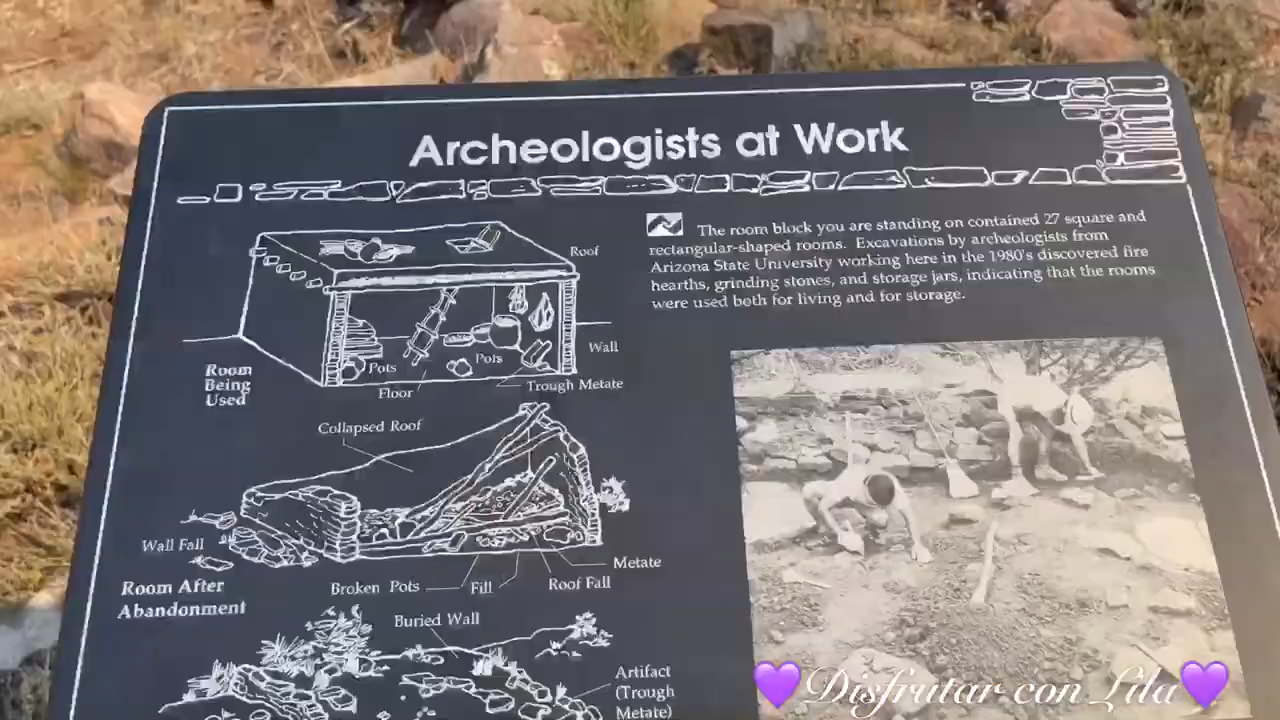 Archeologists at Work
The room block you are standing on contained 27 square and
rectangular-shaped rooms. Excavations by archeologists from
Arizona State University working here in the 1980's discovered fire
hearths, grinding stones, and storage jars, indicating that the rooms
were used both for living and for storage.
Roof
Wall
Pots
Pots
Floor
Trough Metate
Room
Being
Used
Collapsed Roof
Wall Fall
Metate
Broken Pots
Fill
Roof Fall
Room After
Abandonment
Buried Wall
Artifact
(Trough
Metate)
Disfrutar con Lila